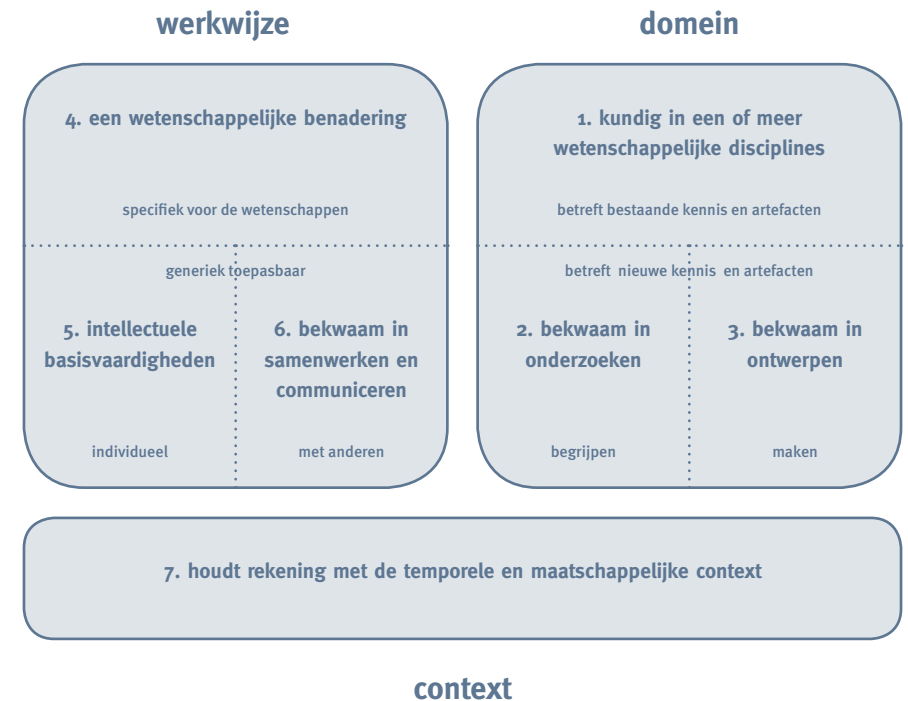 werkwijze
4. een wetenschappelijke benadering
specifiek voor de wetenschappen
generiek toepasbaar
5. intellectuele
basisvaardigheden
individueel
6. bekwaam in
samenwerken en
communiceren
met anderen
domein
1. kundig in een of meer
wetenschappelijke disciplines
betreft bestaande kennis en artefacten
betreft nieuwe kennis en artefacten
2. bekwaam in
onderzoeken
begrijpen
3. bekwaam in
ontwerpen
maken
7. houdt rekening met de temporele en maatschappelijke context
context